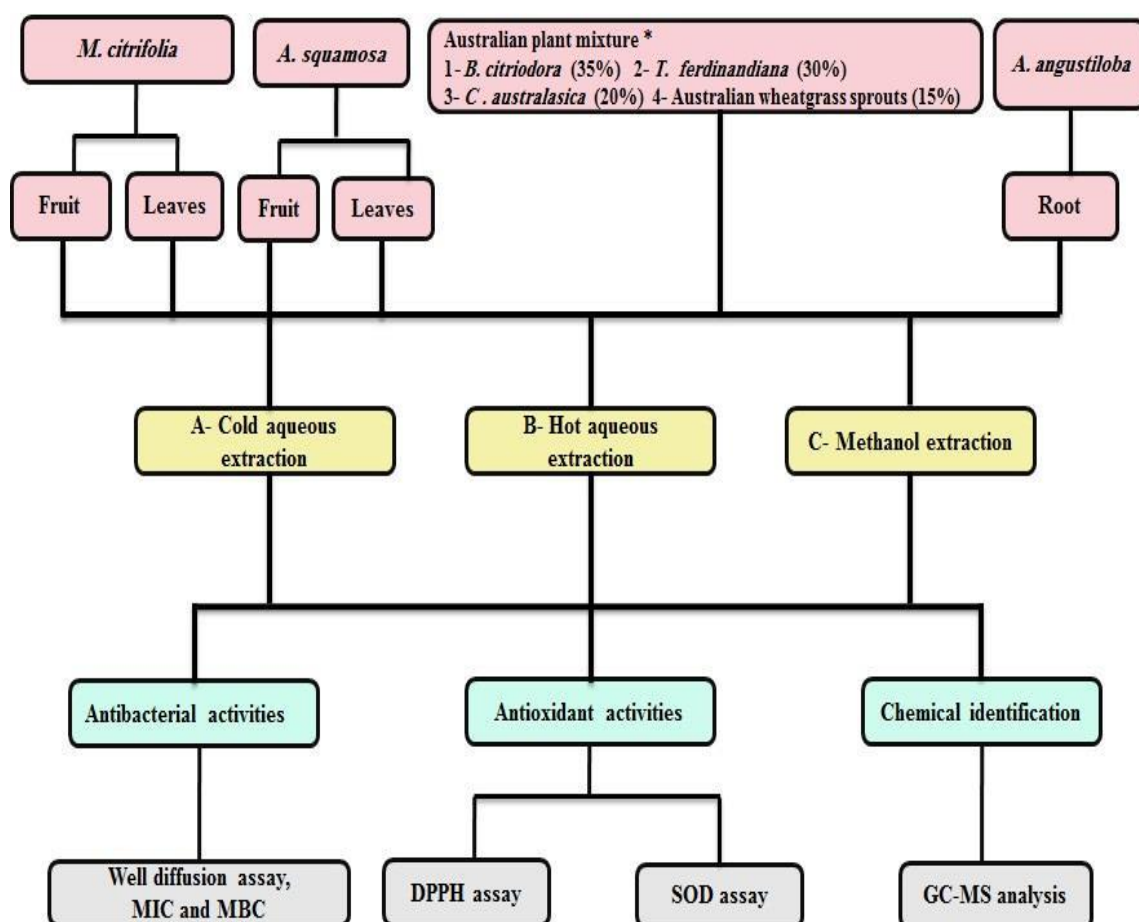 M. citrifolia
A. squamosa
Australian plant mixture *
1- B. citriodora (35%) 2- T. ferdinandiana (30%)
3- C . australasica (20%) 4- Australian wheatgrass sprouts (15%)
A. angustiloba
Fruit
Leaves
Fruit
Leaves
Root
A- Cold aqueous
extraction
B- Hot aqueous
extraction
C- Methanol extraction
Antibacterial activities
Antioxidant activities
Chemical identification
Well diffusion assay,
MIC and MBC
DPPH assay
SOD assay
GC-MS analysis